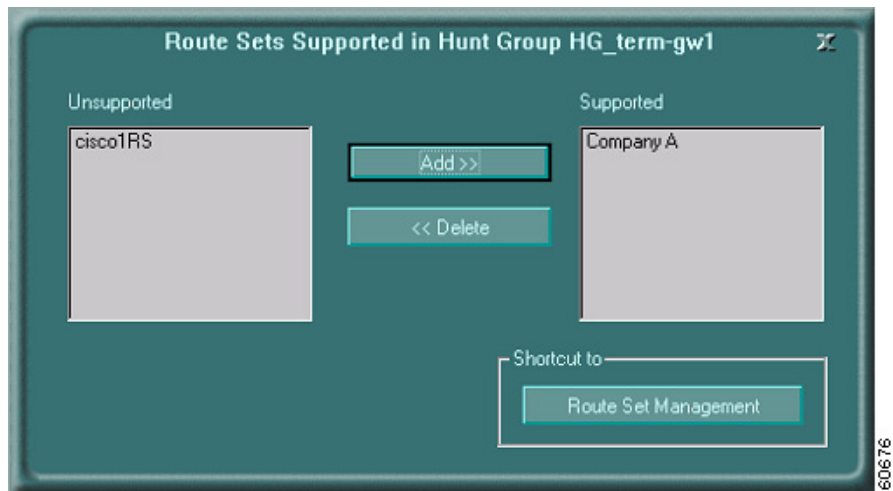 Route Sets Supported in Hunt Group HG_term-gw1
Unsupported
Supported
cisco1RS
Company A
Add >>
<< Delete
Shortcut to
Route Set Management
60676